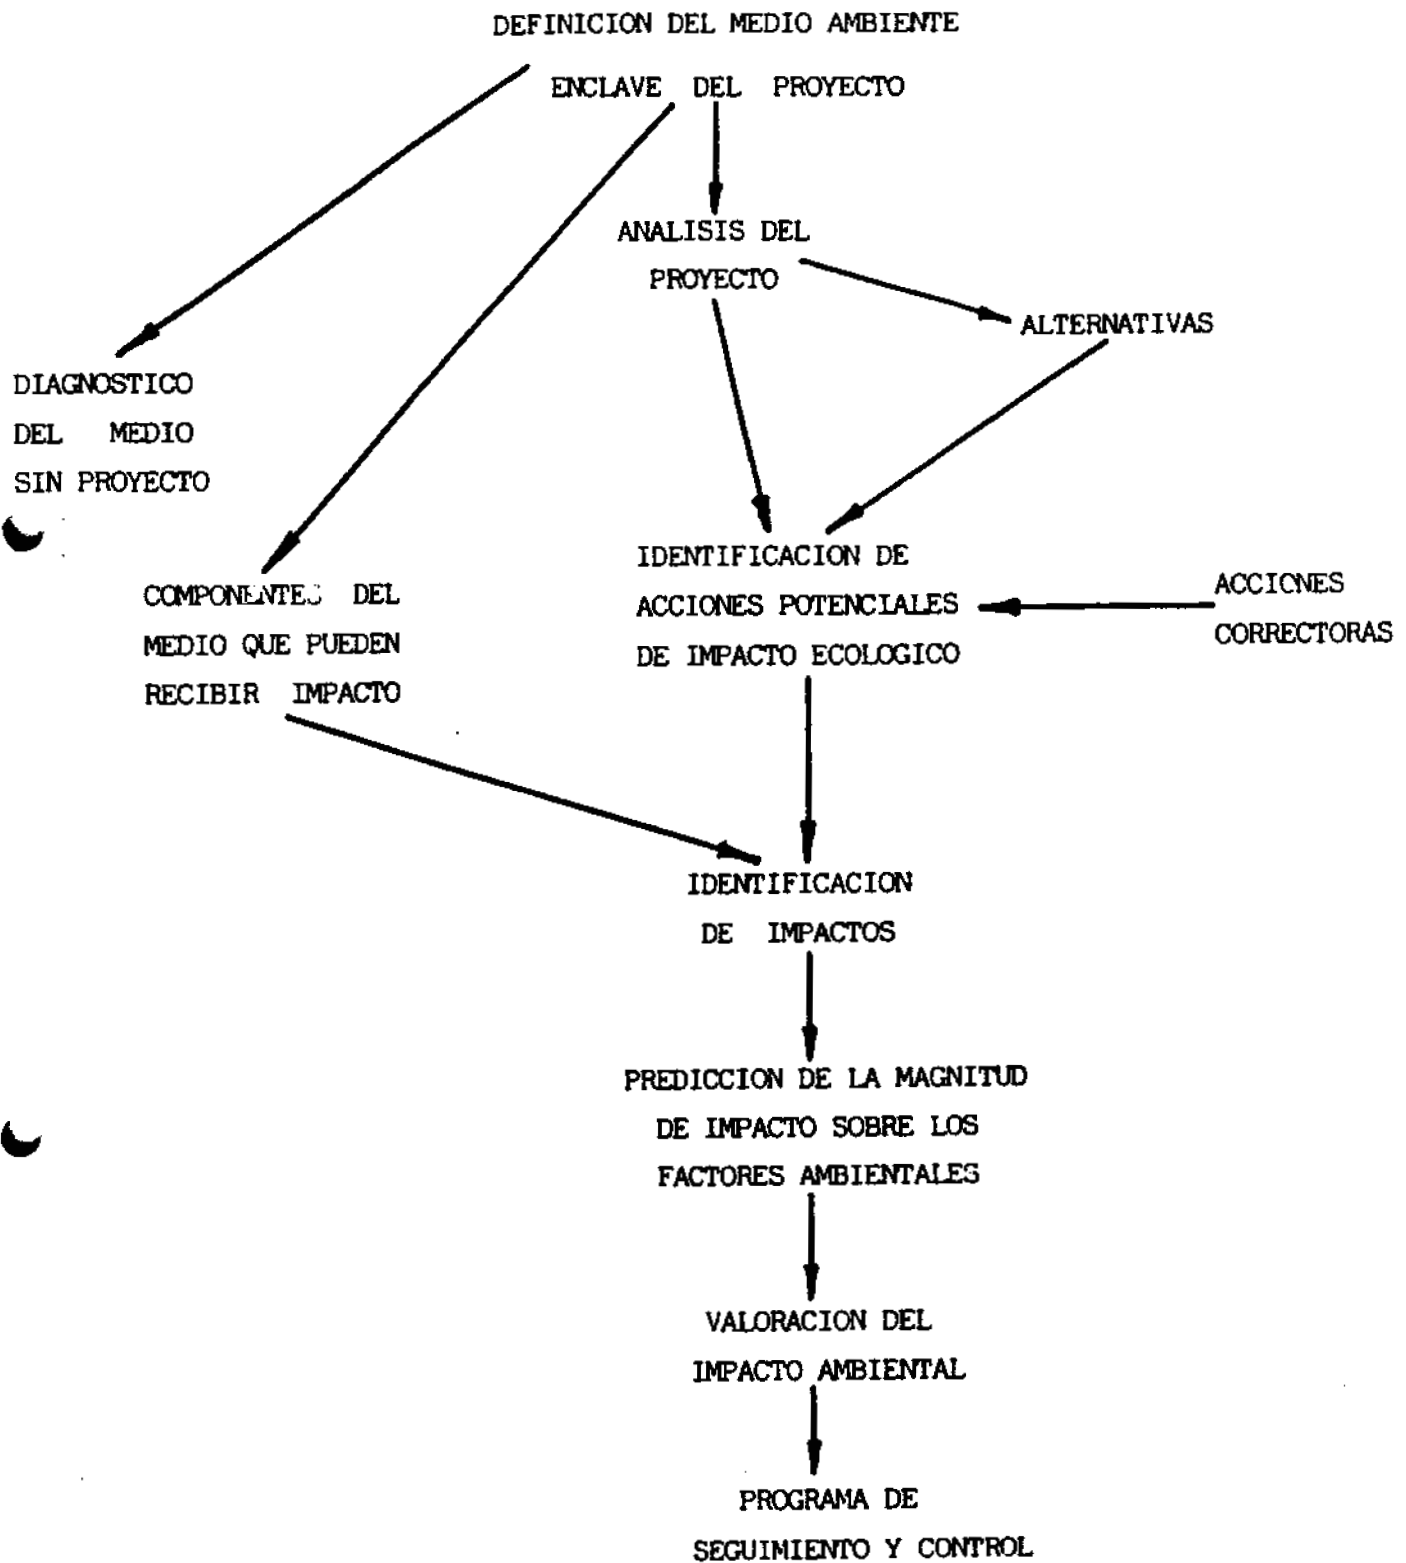 DEFINICION DEL MEDIO AMBIENTE
ENCLAVE DEL PROYECTO
ANALISIS DEL
PROYECTO
ALTERNATIVAS
DIAGNOSTICO
DEL MEDIO
SIN PROYECTO
COMPONENTES DEL
MEDIO QUE PUEDEN
RECIBIR IMPACTO
IDENTIFICACION DE
ACCIONES POTENCIALES
DE IMPACTO ECOLOGICO
ACCIONES
CORRECTORAS
IDENTIFICACION
DE IMPACTOS
PREDICCION DE LA MAGNITUD
DE IMPACTO SOBRE LOS
FACTORES AMBIENTALES
VALORACION DEL
IMPACTO AMBIENTAL
PROGRAMA DE
SEGUIMIENTO Y CONTROL